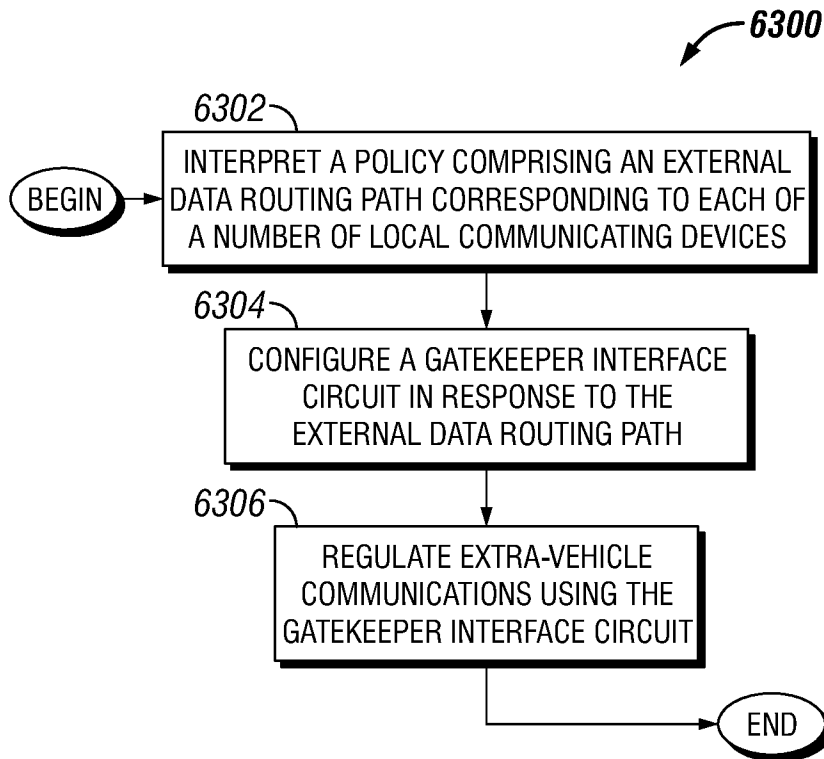 6300
6302
BEGIN
INTERPRET A POLICY COMPRISING AN EXTERNAL
DATA ROUTING PATH CORRESPONDING TO EACH OF
A NUMBER OF LOCAL COMMUNICATING DEVICES
6304
CONFIGURE A GATEKEEPER INTERFACE
CIRCUIT IN RESPONSE TO THE
EXTERNAL DATA ROUTING PATH
6306
REGULATE EXTRA-VEHICLE
COMMUNICATIONS USING THE
GATEKEEPER INTERFACE CIRCUIT
END